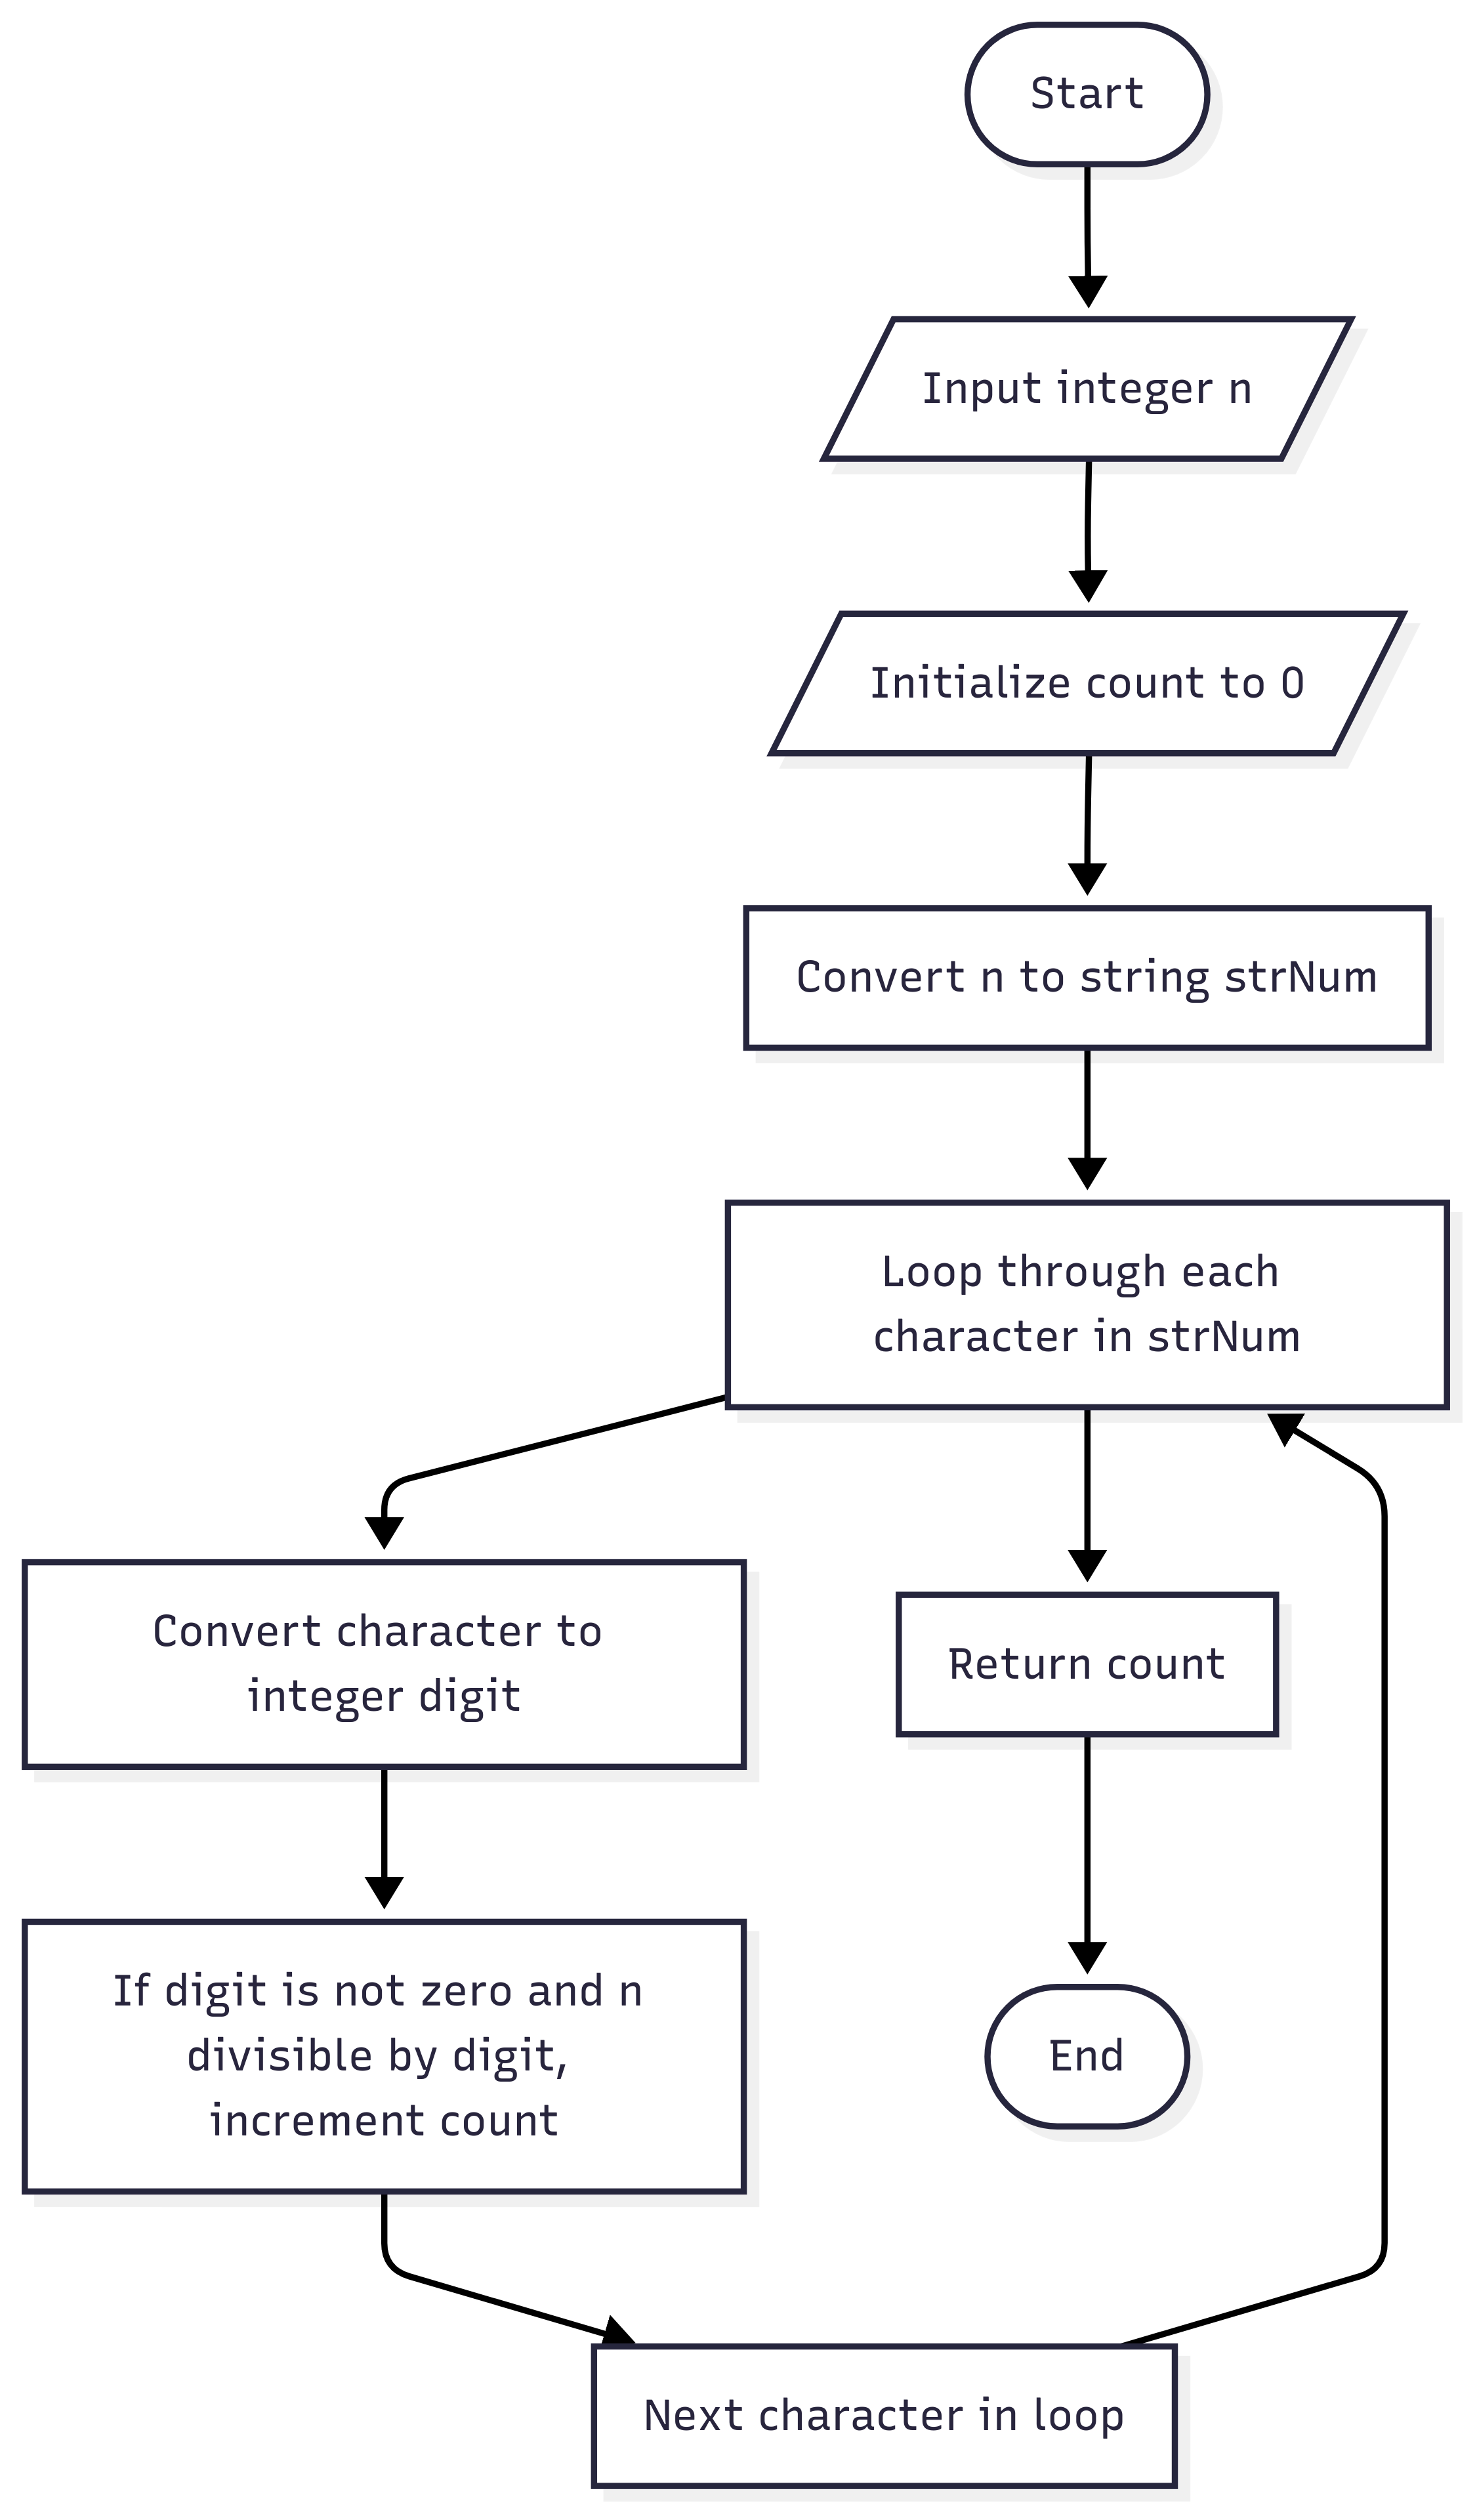 Start
Input integer n
Initialize count to 0
Convert n to string strNum
Loop through each
character in strNum
Convert character to
integer digit
Return count
If digit is not zero and n
divisible by digit,
increment count
End
Next character in loop